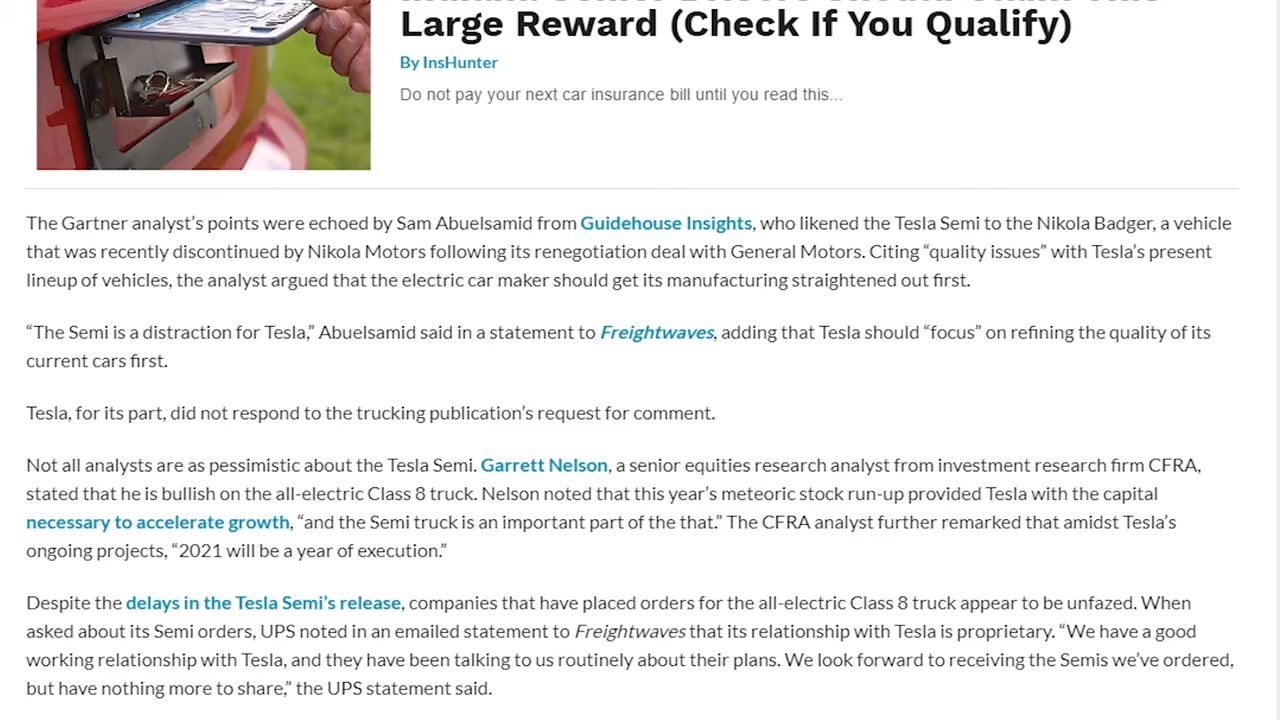 Large Reward (Check If You Qualify)
By InsHunter
Do not pay your next car insurance bill until you read this...
The Gartner analyst’s points were echoed by Sam Abuelsamid from Guidehouse Insights, who likened the Tesla Semi to the Nikola Badger, a vehicle
that was recently discontinued by Nikola Motors following its renegotiation deal with General Motors. Citing “quality issues” with Tesla’s present
lineup of vehicles, the analyst argued that the electric car maker should get its manufacturing straightened out first.
“The Semi is a distraction for Tesla,” Abuelsamid said in a statement to Freightwaves, adding that Tesla should “focus” on refining the quality of its
current cars first.
Tesla, for its part, did not respond to the trucking publication’s request for comment.
Not all analysts are as pessimistic about the Tesla Semi. Garrett Nelson, a senior equities research analyst from investment research firm CFRA,
stated that he is bullish on the all-electric Class 8 truck. Nelson noted that this year’s meteoric stock run-up provided Tesla with the capital
necessary to accelerate growth, “and the Semi truck is an important part of the that.” The CFRA analyst further remarked that amidst Tesla’s
ongoing projects, “2021 will be a year of execution.”
Despite the delays in the Tesla Semi’s release, companies that have placed orders for the all-electric Class 8 truck appear to be unfazed. When
asked about its Semi orders, UPS noted in an emailed statement to Freightwaves that its relationship with Tesla is proprietary. “We have a good
working relationship with Tesla, and they have been talking to us routinely about their plans. We look forward to receiving the Semis we’ve ordered,
but have nothing more to share,” the UPS statement said.